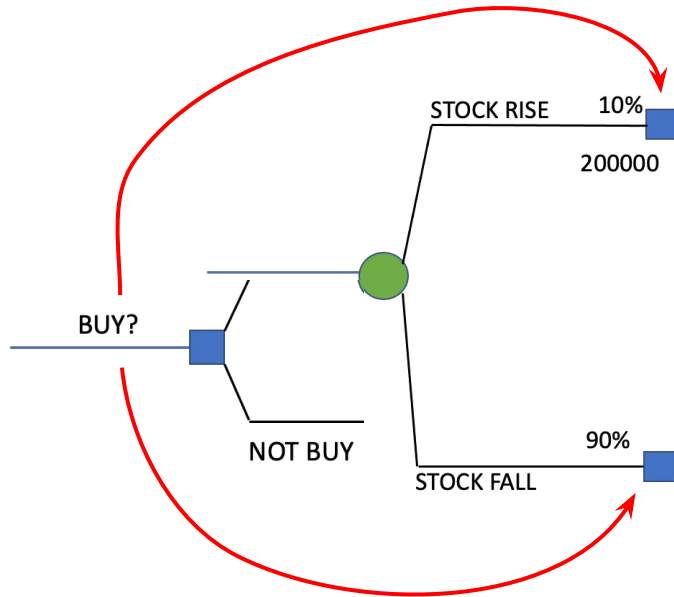 STOCK RISE
10%
200000
BUY?
NOT BUY
90%
STOCK FALL